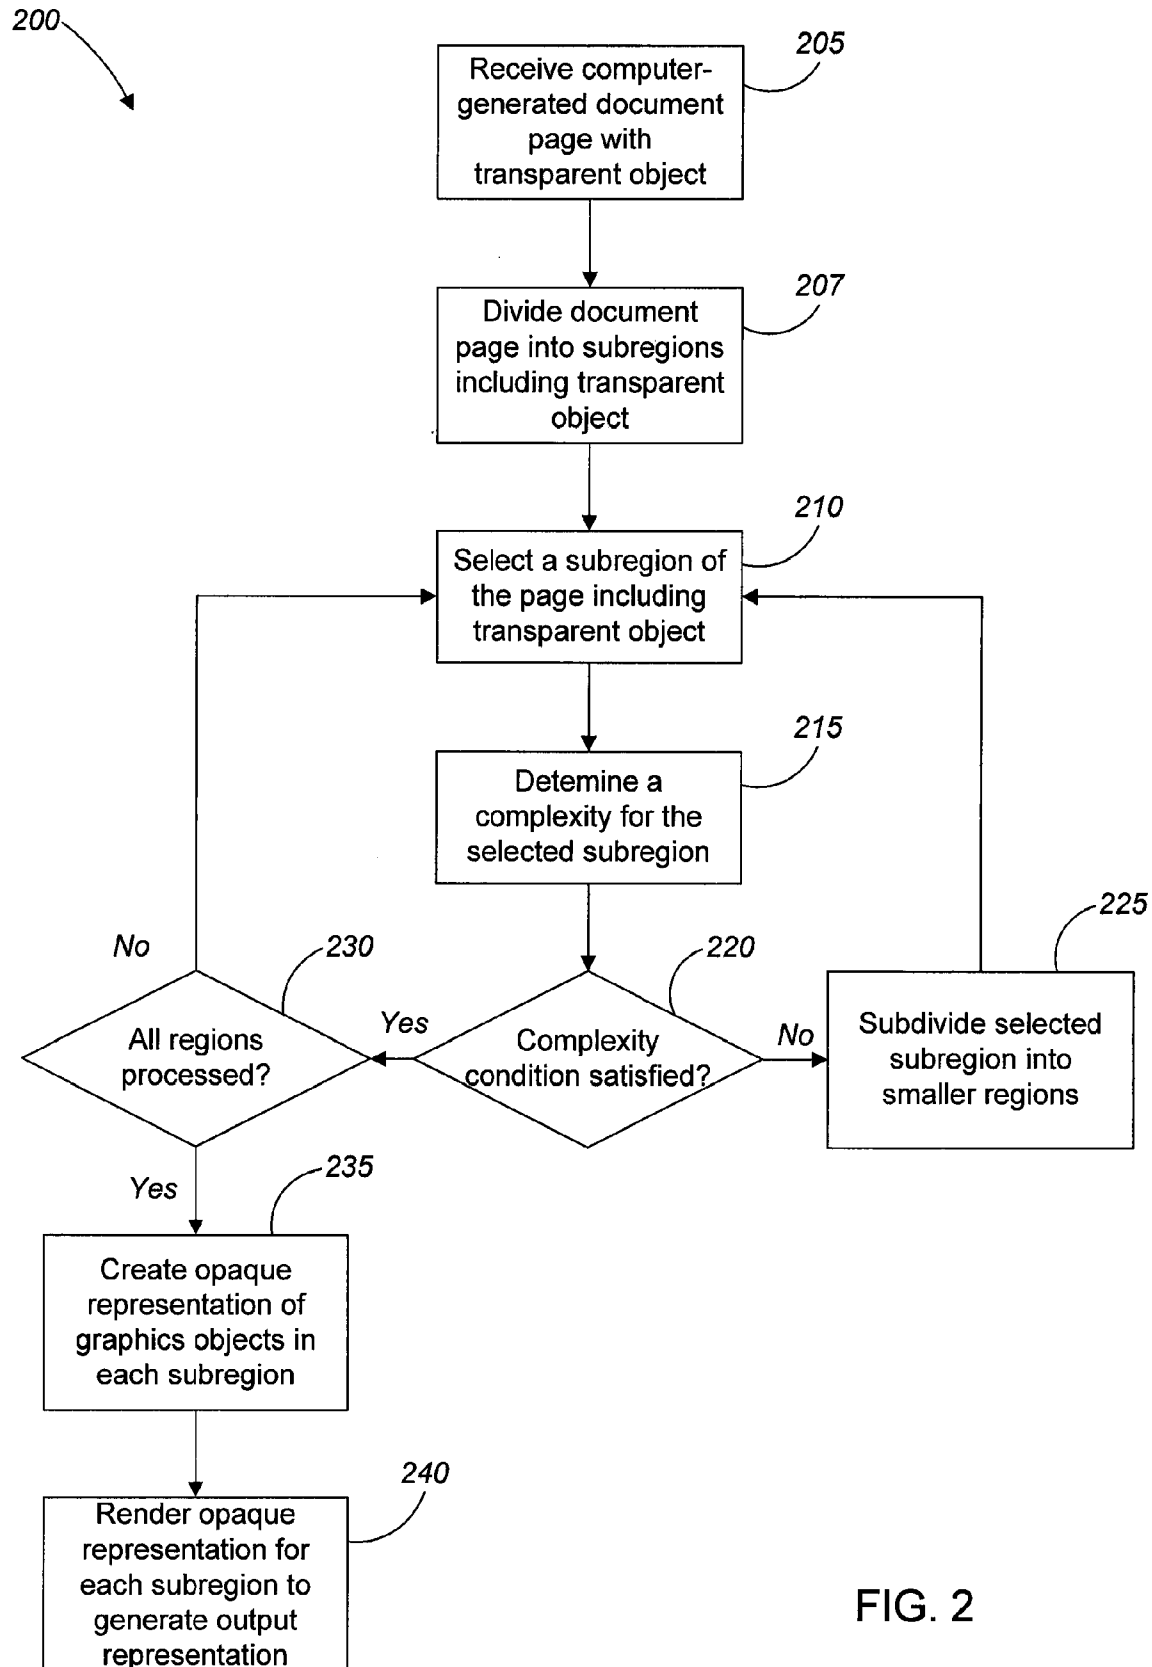 200
205
Receive computer-
generated document
page with
transparent object
207
Divide document
page into subregions
including transparent
object
210
Select a subregion of
the page including
transparent object
215
Detemine a
complexity for the
selected subregion
225
No
230
220
Yes
No
All regions
processed?
Complexity
condition satisfied?
Subdivide selected
subregion into
smaller regions
235
Yes
Create opaque
representation of
graphics objects in
each subregion
240
Render opaque
representation for
each subregion to
generate output
representation
FIG. 2